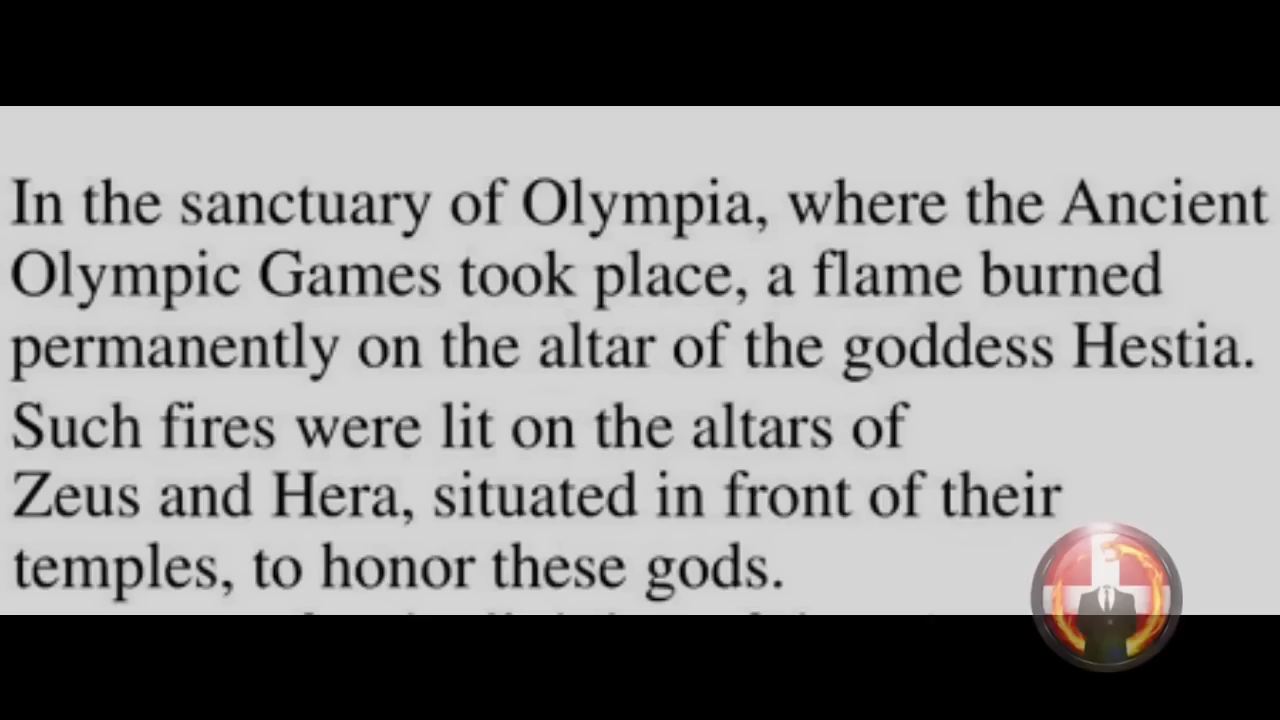 In the sanctuary of Olympia, where the Ancient
Olympic Games took place, a flame burned
permanently on the altar of the goddess Hestia.
Such fires were lit on the altars of
Zeus and Hera, situated in front of their
temples, to honor these gods.